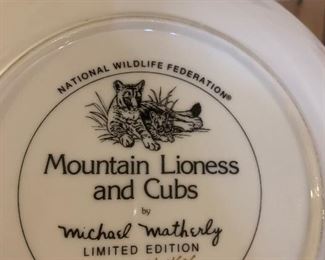 NATIONAL WILDLIFE FEDERATION®
Mountain Lioness
and Cubs
by
Michael Matherly
LIMITED EDITION